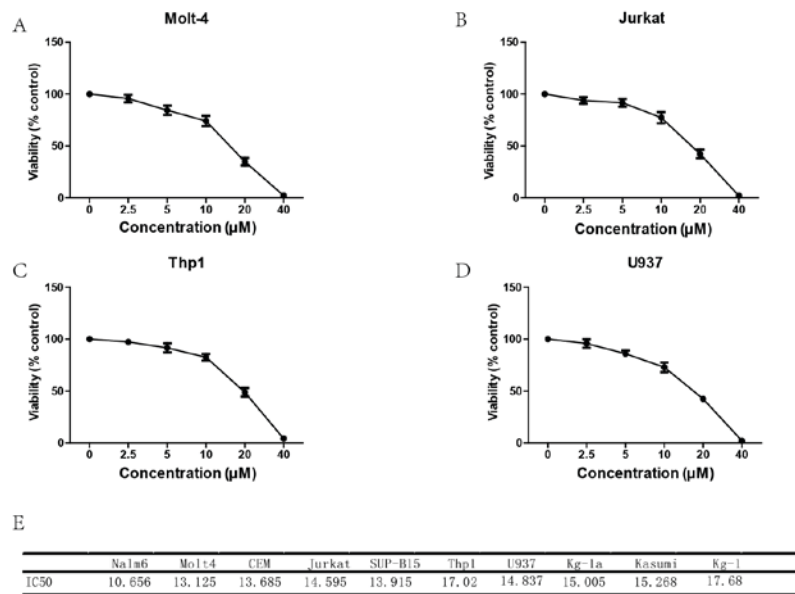 A
Molt-4
150
100
50
0
Viability (% control)
0 2.5 5 10 20 40
Concentration (µM)
B
Jurkat
150
100
50
0
Viability (% control)
0 2.5 5 10 20 40
Concentration (µM)
C
Thp1
150
100
50
0
Viability (% control)
0 2.5 5 10 20 40
Concentration (µM)
D
U937
150
100
50
0
Viability (% control)
0 2.5 5 10 20 40
Concentration (µM)
E
Nalm6 Molt4 CEM Jurkat SUP-B15 Thp1 U937 Kg-1a Kasumi Kg-1
IC50 10.656 13.125 13.685 14.595 13.915 17.02 14.837 15.005 15.268 17.68